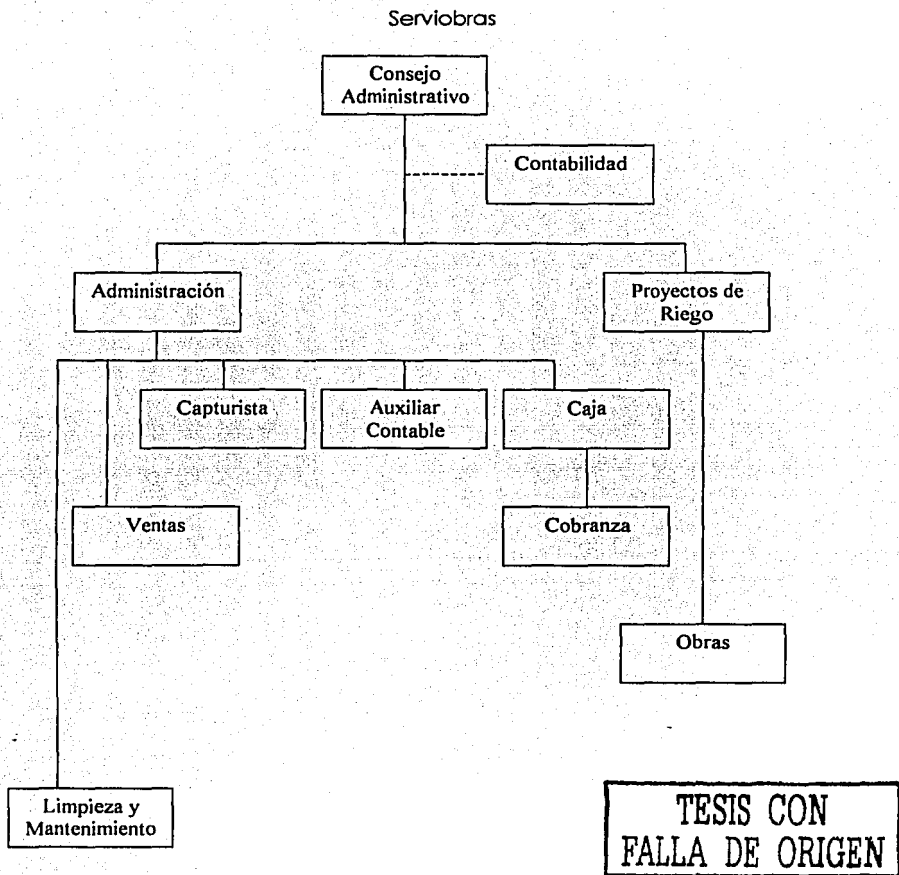 Serviobras
Consejo
Administrativo
Contabilidad
Administración
Proyectos de
Riego
Capturista
Auxiliar
Contable
Caja
Ventas
Cobranza
Obras
Limpieza y
Mantenimiento
TESIS CON
FALLA DE ORIGEN